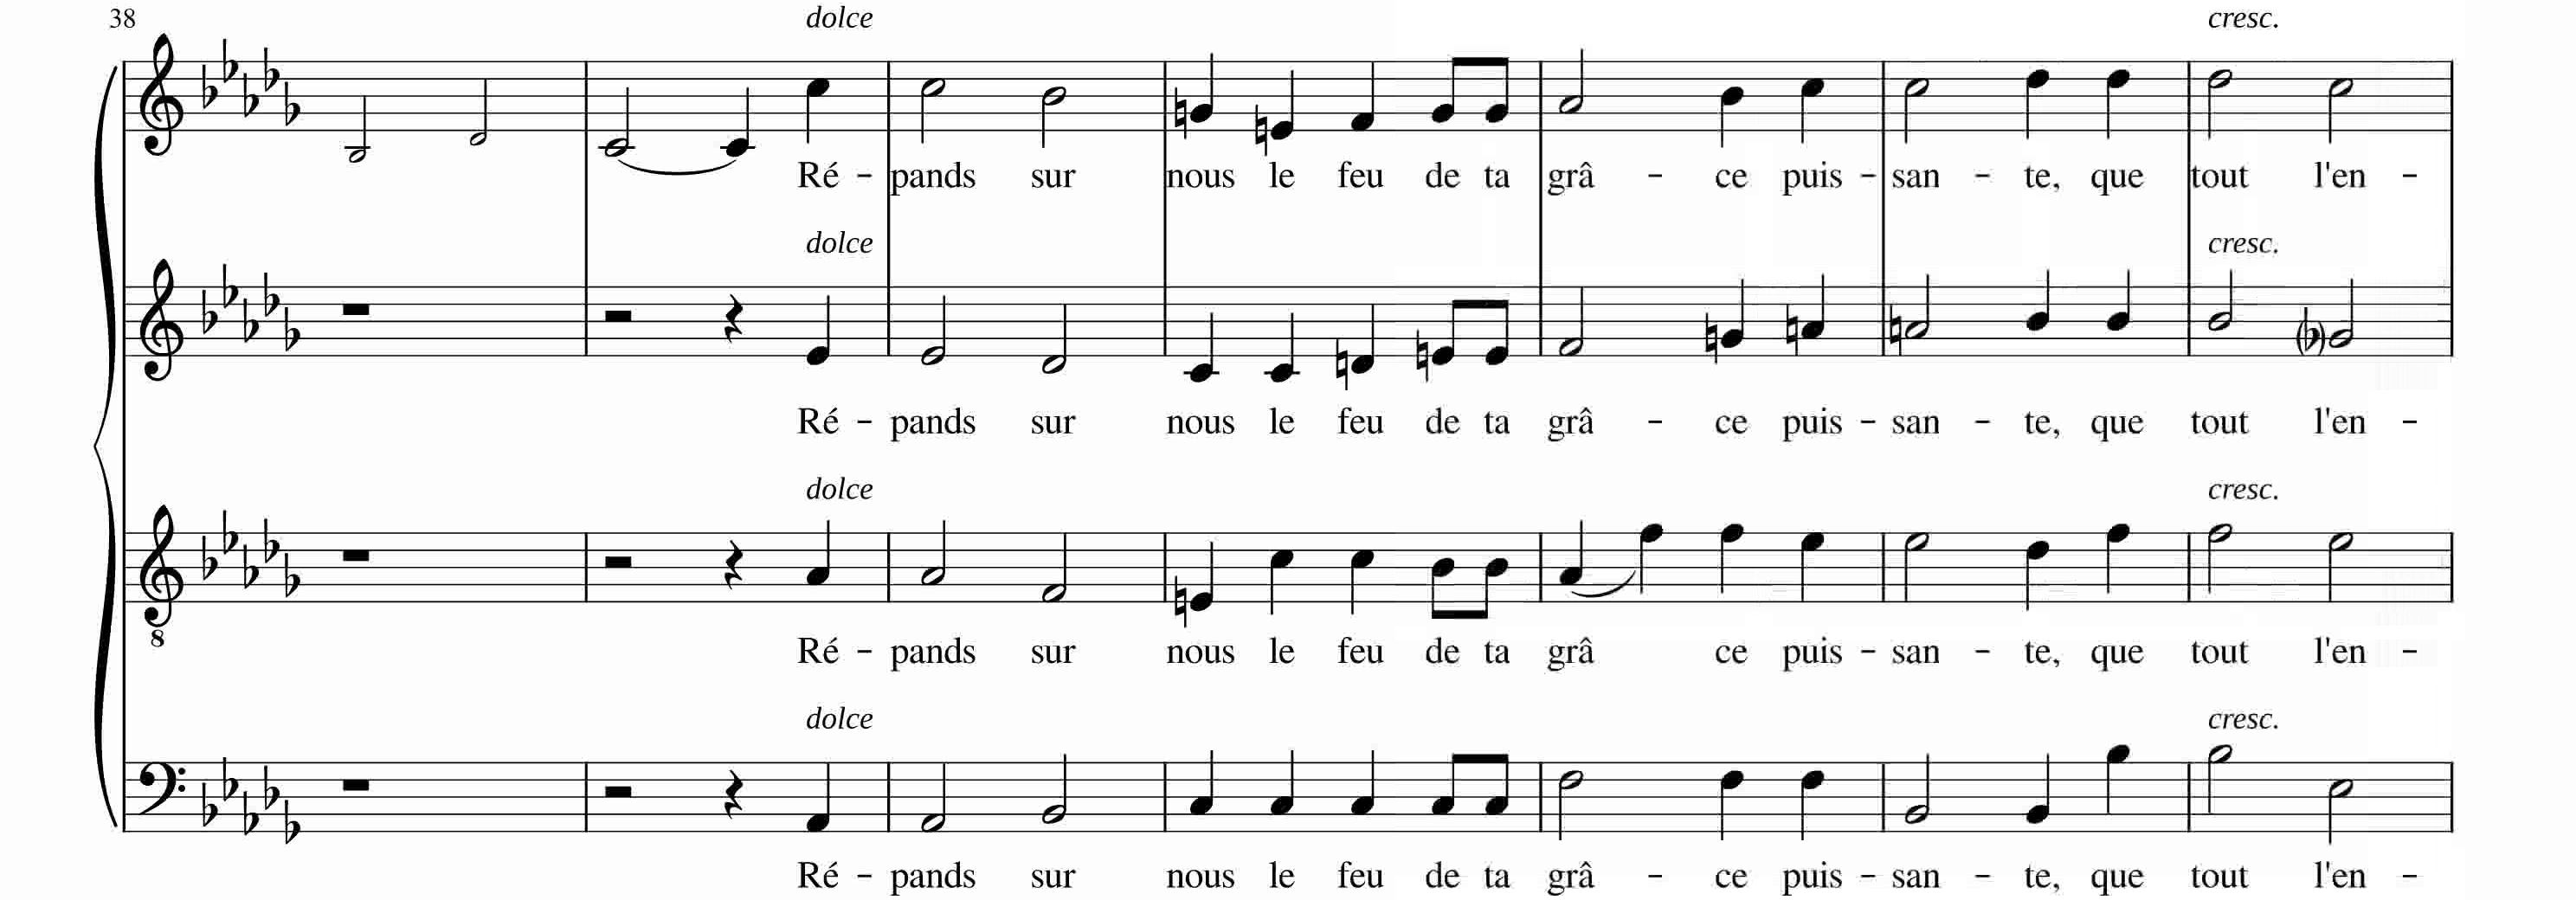 38
dolce
cresc.
Ré - pands sur nous le feu de ta grâ - ce puis - san - te, que tout l'en -
dolce
cresc.
Ré - pands sur nous le feu de ta grâ - ce puis - san - te, que tout l'en -
dolce
cresc.
8
Ré - pands sur nous le feu de ta grâ ce puis - san - te, que tout l'en -
dolce
cresc.
Ré - pands sur nous le feu de ta grâ - ce puis - san - te, que tout l'en -